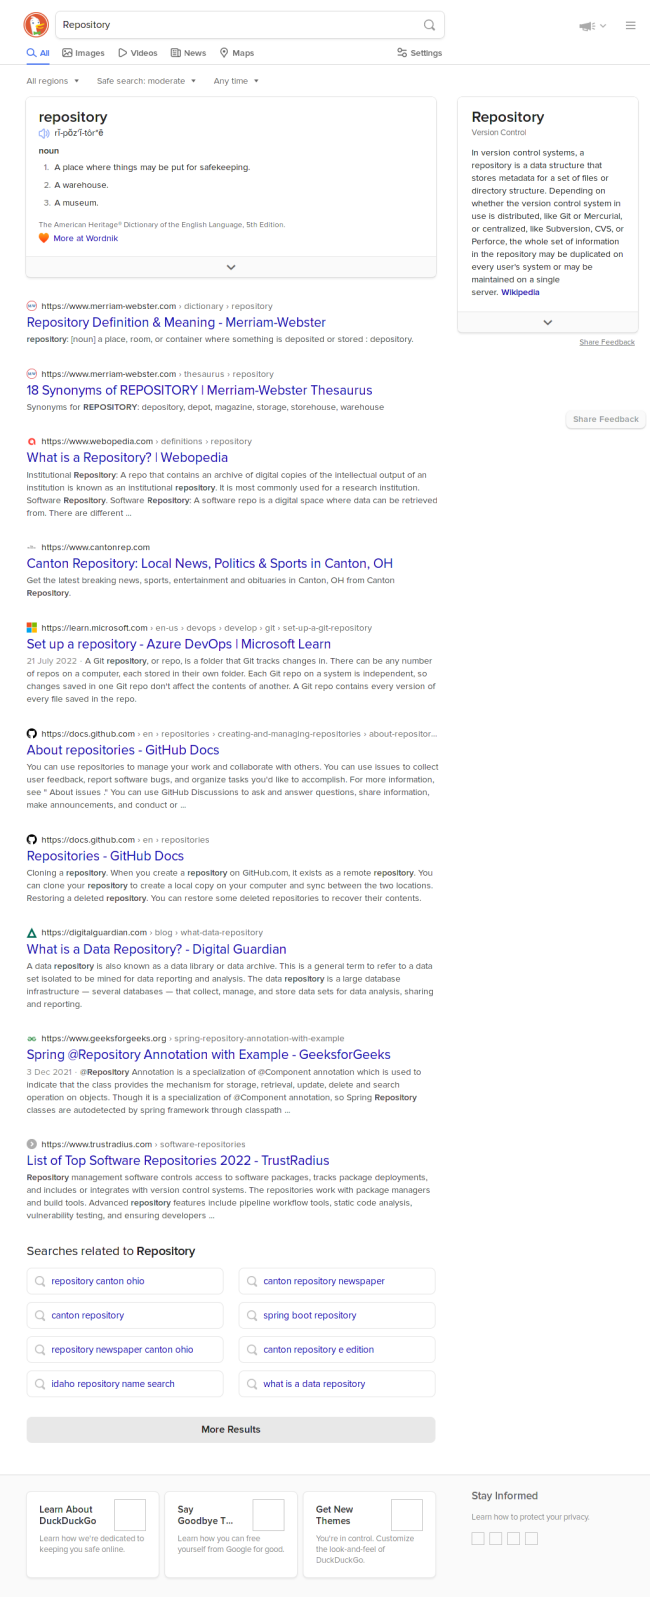 Repository
All
Images
Videos
News
Maps
Settings
All regions
Safe search: moderate
Any time
repository
noun
1. A place where things may be put for safekeeping.
2. A warehouse.
3. A museum.
The American Heritage® Dictionary of the English Language, 5th Edition.
More at Wordnik
https://www.merriam-webster.com › dictionary › repository
Repository Definition & Meaning - Merriam-Webster
repository: [noun] a place, room, or container where something is deposited or stored : depository.
https://www.merriam-webster.com › thesaurus › repository
18 Synonyms of REPOSITORY | Merriam-Webster Thesaurus
Synonyms for REPOSITORY: depository, depot, magazine, storage, storehouse, warehouse
https://www.webopedia.com › definitions › repository
What is a Repository? | Webopedia
Institutional Repository: A repo that contains an archive of digital copies of the intellectual output of an
institution is known as an institutional repository. It is most commonly used for a research institution.
Software Repository. Software Repository: A software repo is a digital space where data can be retrieved
from. There are different ...
https://www.cantonrep.com
Canton Repository: Local News, Politics & Sports in Canton, OH
Get the latest breaking news, sports, entertainment and obituaries in Canton, OH from Canton
Repository.
https://learn.microsoft.com › en-us › devops › develop › git › set-up-a-git-repository
Set up a repository - Azure DevOps | Microsoft Learn
21 July 2022 · A Git repository, or repo, is a folder that Git tracks changes in. There can be any number
of repos on a computer, each stored in their own folder. Each Git repo on a system is independent, so
changes saved in one Git repo don't affect the contents of another. A Git repo contains every version of
every file saved in the repo.
https://docs.github.com › en › repositories › creating-and-managing-repositories › about-repositor...
About repositories - GitHub Docs
You can use repositories to manage your work and collaborate with others. You can use issues to collect
user feedback, report software bugs, and organize tasks you'd like to accomplish. For more information,
see " About issues ." You can use GitHub Discussions to ask and answer questions, share information,
make announcements, and conduct or ...
https://docs.github.com › en › repositories
Repositories - GitHub Docs
Cloning a repository. When you create a repository on GitHub.com, it exists as a remote repository. You
can clone your repository to create a local copy on your computer and sync between the two locations.
Restoring a deleted repository. You can restore some deleted repositories to recover their contents.
https://digitalguardian.com › blog › what-data-repository
What is a Data Repository? - Digital Guardian
A data repository is also known as a data library or data archive. This is a general term to refer to a data
set isolated to be mined for data reporting and analysis. The data repository is a large database
infrastructure — several databases — that collect, manage, and store data sets for data analysis, sharing
and reporting.
https://www.geeksforgeeks.org › spring-repository-annotation-with-example
Spring @Repository Annotation with Example - GeeksforGeeks
3 Dec 2021 · @Repository Annotation is a specialization of @Component annotation which is used to
indicate that the class provides the mechanism for storage, retrieval, update, delete and search
operation on objects. Though it is a specialization of @Component annotation, so Spring Repository
classes are autodetected by spring framework through classpath ...
https://www.trustradius.com › software-repositories
List of Top Software Repositories 2022 - TrustRadius
Repository management software controls access to software packages, tracks package deployments,
and includes or integrates with version control systems. The repositories work with package managers
and build tools. Advanced repository features include pipeline workflow tools, static code analysis,
vulnerability testing, and ensuring developers ...
Searches related to Repository
repository canton ohio
canton repository newspaper
canton repository
spring boot repository
repository newspaper canton ohio
canton repository e edition
idaho repository name search
what is a data repository
More Results
Repository
Version Control
In version control systems, a
repository is a data structure that
stores metadata for a set of files or
directory structure. Depending on
whether the version control system in
use is distributed, like Git or Mercurial,
or centralized, like Subversion, CVS, or
Perforce, the whole set of information
in the repository may be duplicated on
every user's system or may be
maintained on a single
server. Wikipedia
Share Feedback
Share Feedback
Learn About
DuckDuckGo
Learn how we're dedicated to
keeping you safe online.
Say
Goodbye T...
Learn how you can free
yourself from Google for good.
Get New
Themes
You're in control. Customize
the look-and-feel of
DuckDuckGo.
Stay Informed
Learn how to protect your privacy.